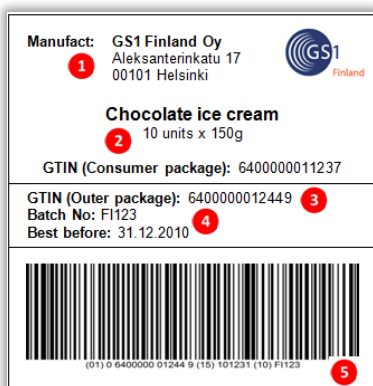 Manufact: GS1 Finland Oy
Aleksanterinkatu 17
1
00101 Helsinki
GS1
Finland
Chocolate ice cream
2
10 units x 150g
GTIN (Consumer package): 6400000011237
GTIN (Outer package): 6400000012449 3
Batch No: FI123 4
Best before: 31.12.2010
(01) 0 6400000 01244 9 (15) 101231 (10) FI123
5